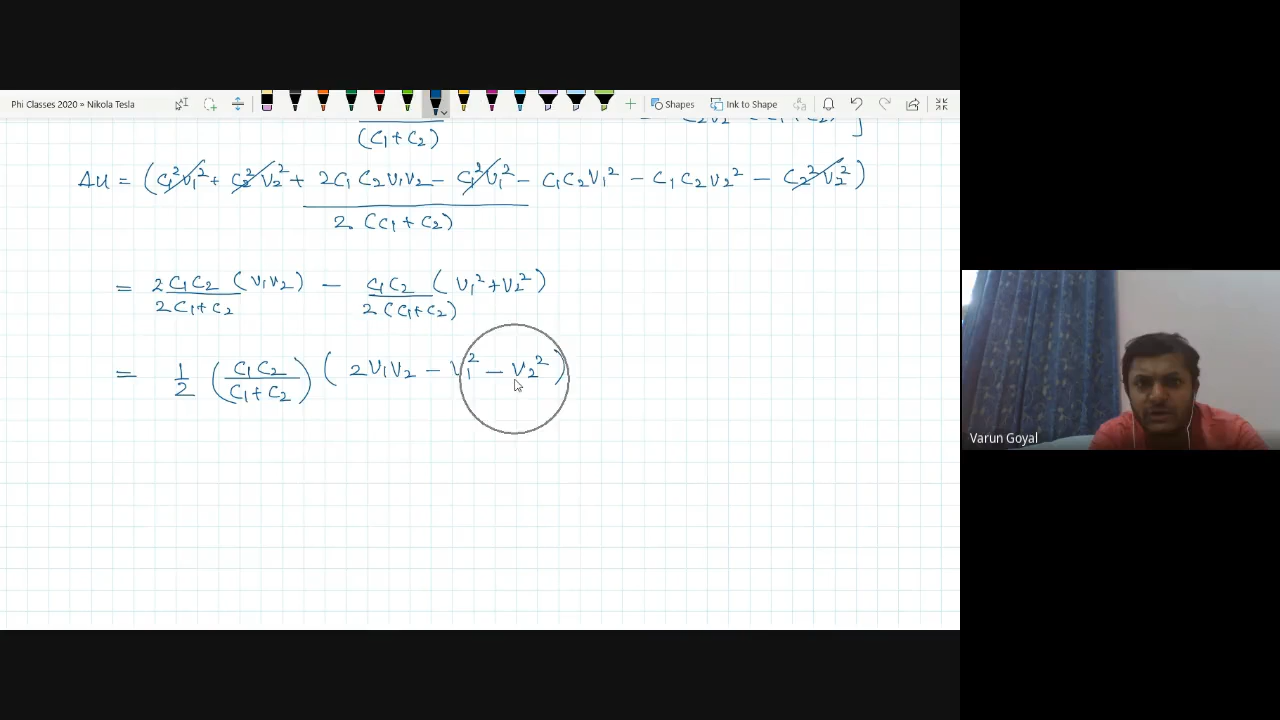 Phi Classes 2020 » Nikola Tesla
Shapes
Ink to Shape
(C₁+C₂)
ΔU = (C₁²V₁² + C₂²V₂² + 2C₁C₂V₁V₂ − C₁²V₁² − C₁C₂V₁² − C₁C₂V₂² − C₂²V₂²)
2(C₁+C₂)
= 2C₁C₂ (V₁V₂) − C₁C₂ (V₁²+V₂²)
2C₁+C₂ 2(C₁+C₂)
= 1/2 (C₁C₂/C₁+C₂) (2V₁V₂ − V₁² − V₂²)
Varun Goyal